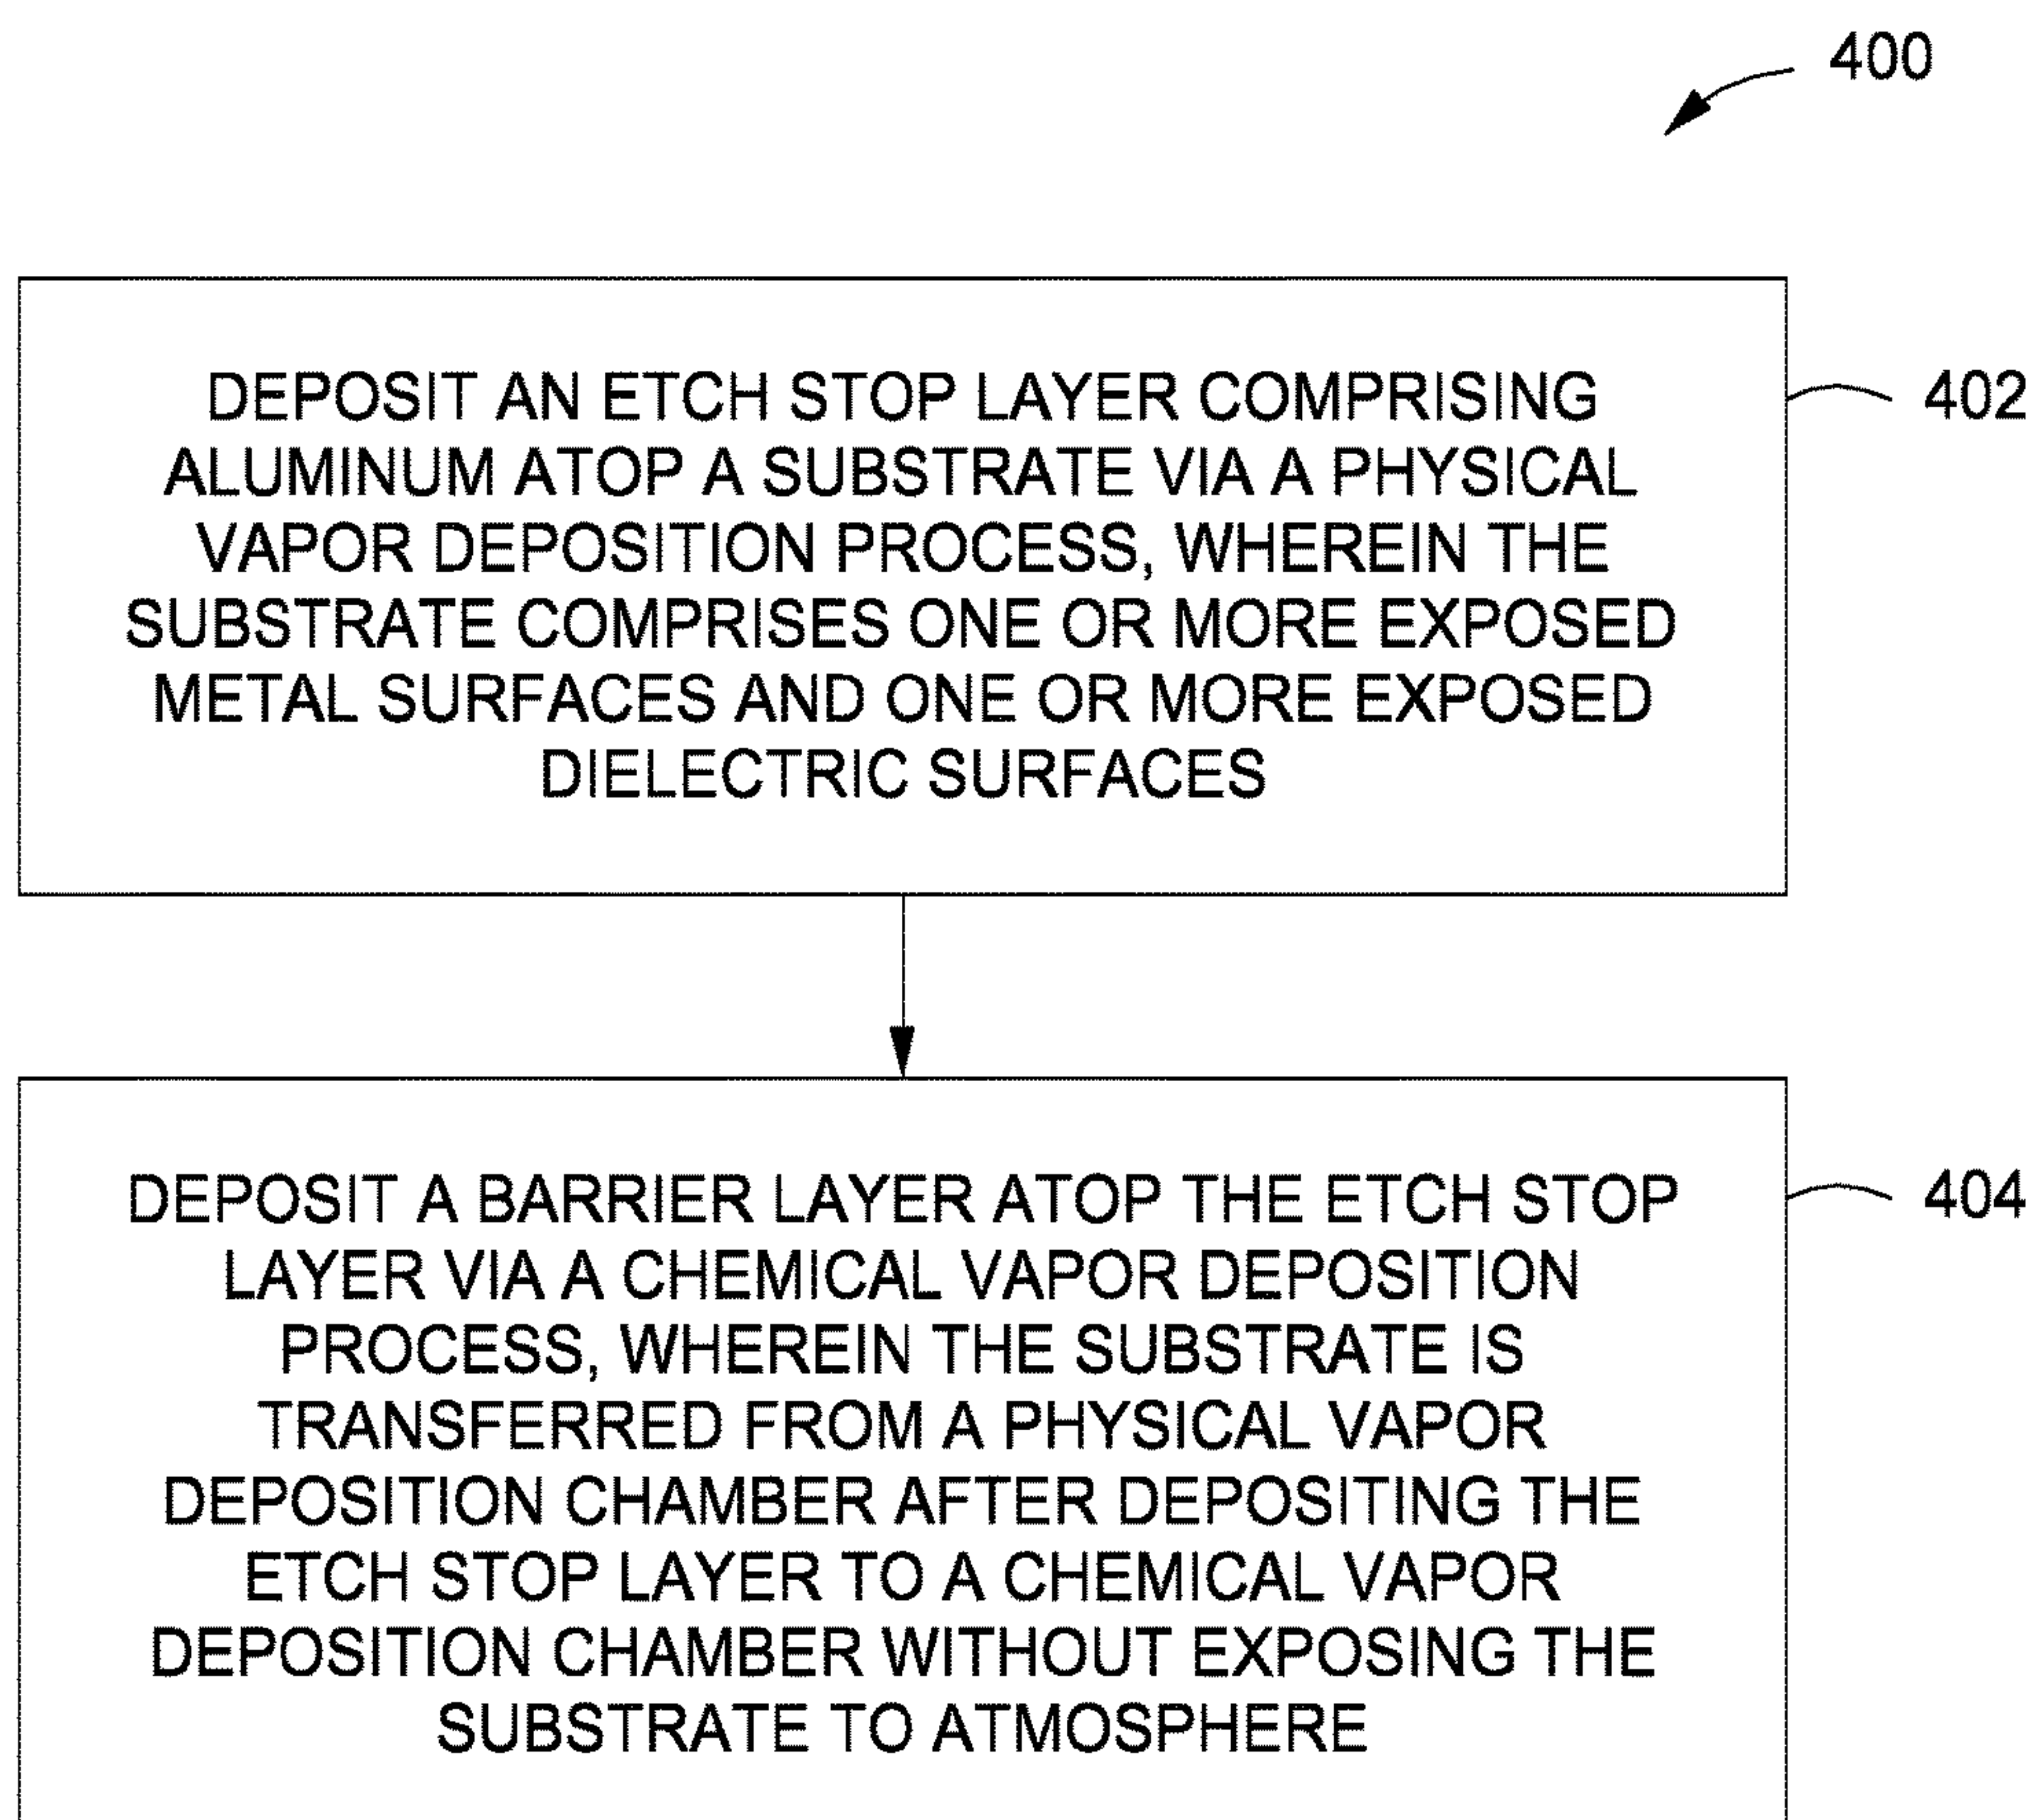 400
DEPOSIT AN ETCH STOP LAYER COMPRISING
ALUMINUM ATOP A SUBSTRATE VIA A PHYSICAL
VAPOR DEPOSITION PROCESS, WHEREIN THE
SUBSTRATE COMPRISES ONE OR MORE EXPOSED
METAL SURFACES AND ONE OR MORE EXPOSED
DIELECTRIC SURFACES
402
DEPOSIT A BARRIER LAYER ATOP THE ETCH STOP
LAYER VIA A CHEMICAL VAPOR DEPOSITION
PROCESS, WHEREIN THE SUBSTRATE IS
TRANSFERRED FROM A PHYSICAL VAPOR
DEPOSITION CHAMBER AFTER DEPOSITING THE
ETCH STOP LAYER TO A CHEMICAL VAPOR
DEPOSITION CHAMBER WITHOUT EXPOSING THE
SUBSTRATE TO ATMOSPHERE
404